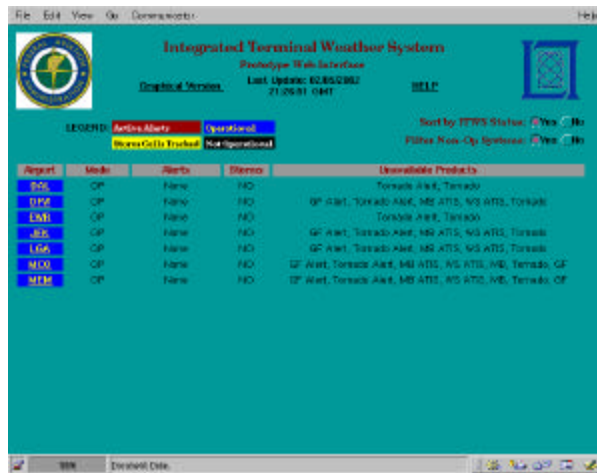 File Edit View Go Communicator Help
Integrated Terminal Weather System
Prototype Web Interface
Graphical Version
Last Update: 02/05/2002
GMT
HELP
LEGEND: Active Alerts Operational
Storm Cells Tracked Non-Operational
Sort by ITWS Status: Yes No
Filter Non-Op Systems: Yes No
Airport Mode Alerts Storms Unavailable Products
DAL OP None NO Tornado Alert, Tornado
DFW OP None NO GF Alert, Tornado Alert, MB ATIS, WS ATIS, Tornado
EWR OP None NO Tornado Alert, Tornado
JFK OP None NO GF Alert, Tornado Alert, MB ATIS, WS ATIS, Tornado
LGA OP None NO GF Alert, Tornado Alert, MB ATIS, WS ATIS, Tornado
MCO OP None NO GF Alert, Tornado Alert, MB ATIS, WS ATIS, MB, Tornado, GF
MEM OP None NO GF Alert, Tornado Alert, MB ATIS, WS ATIS, MB, Tornado, GF
100%